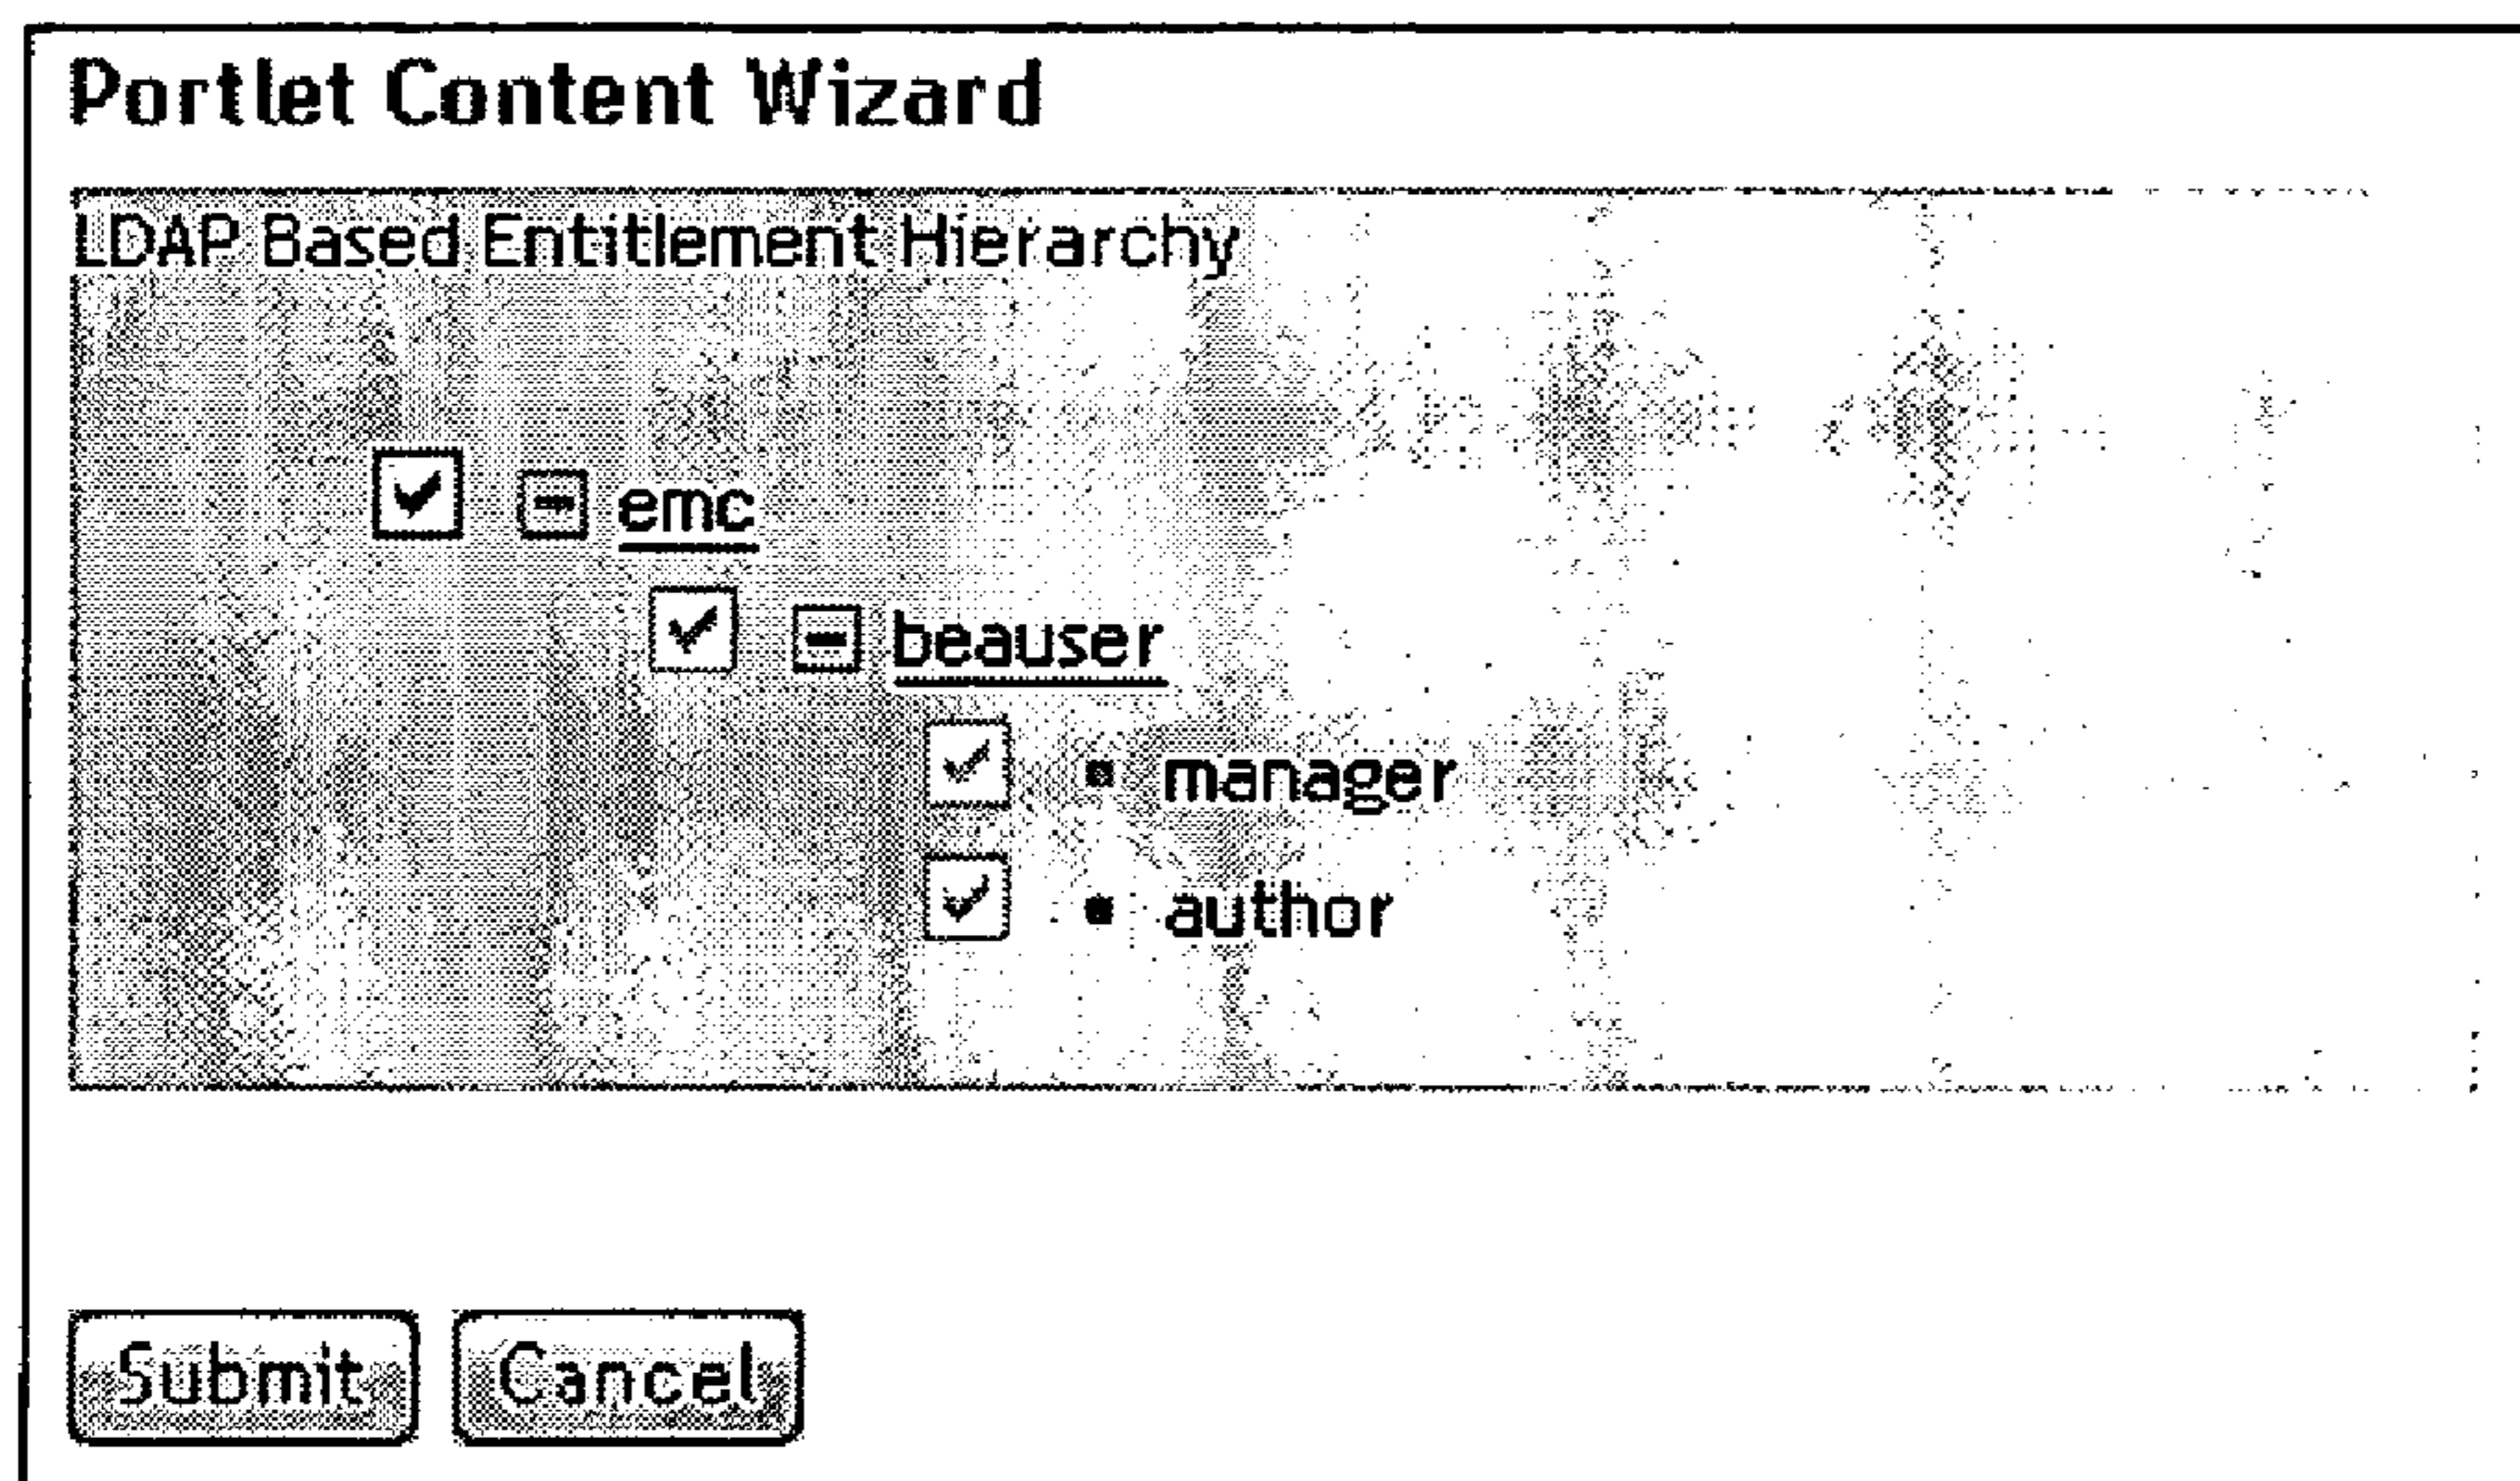 Portlet Content Wizard
LDAP Based Entitlement Hierarchy
emc
beauser
manager
author
Submit Cancel